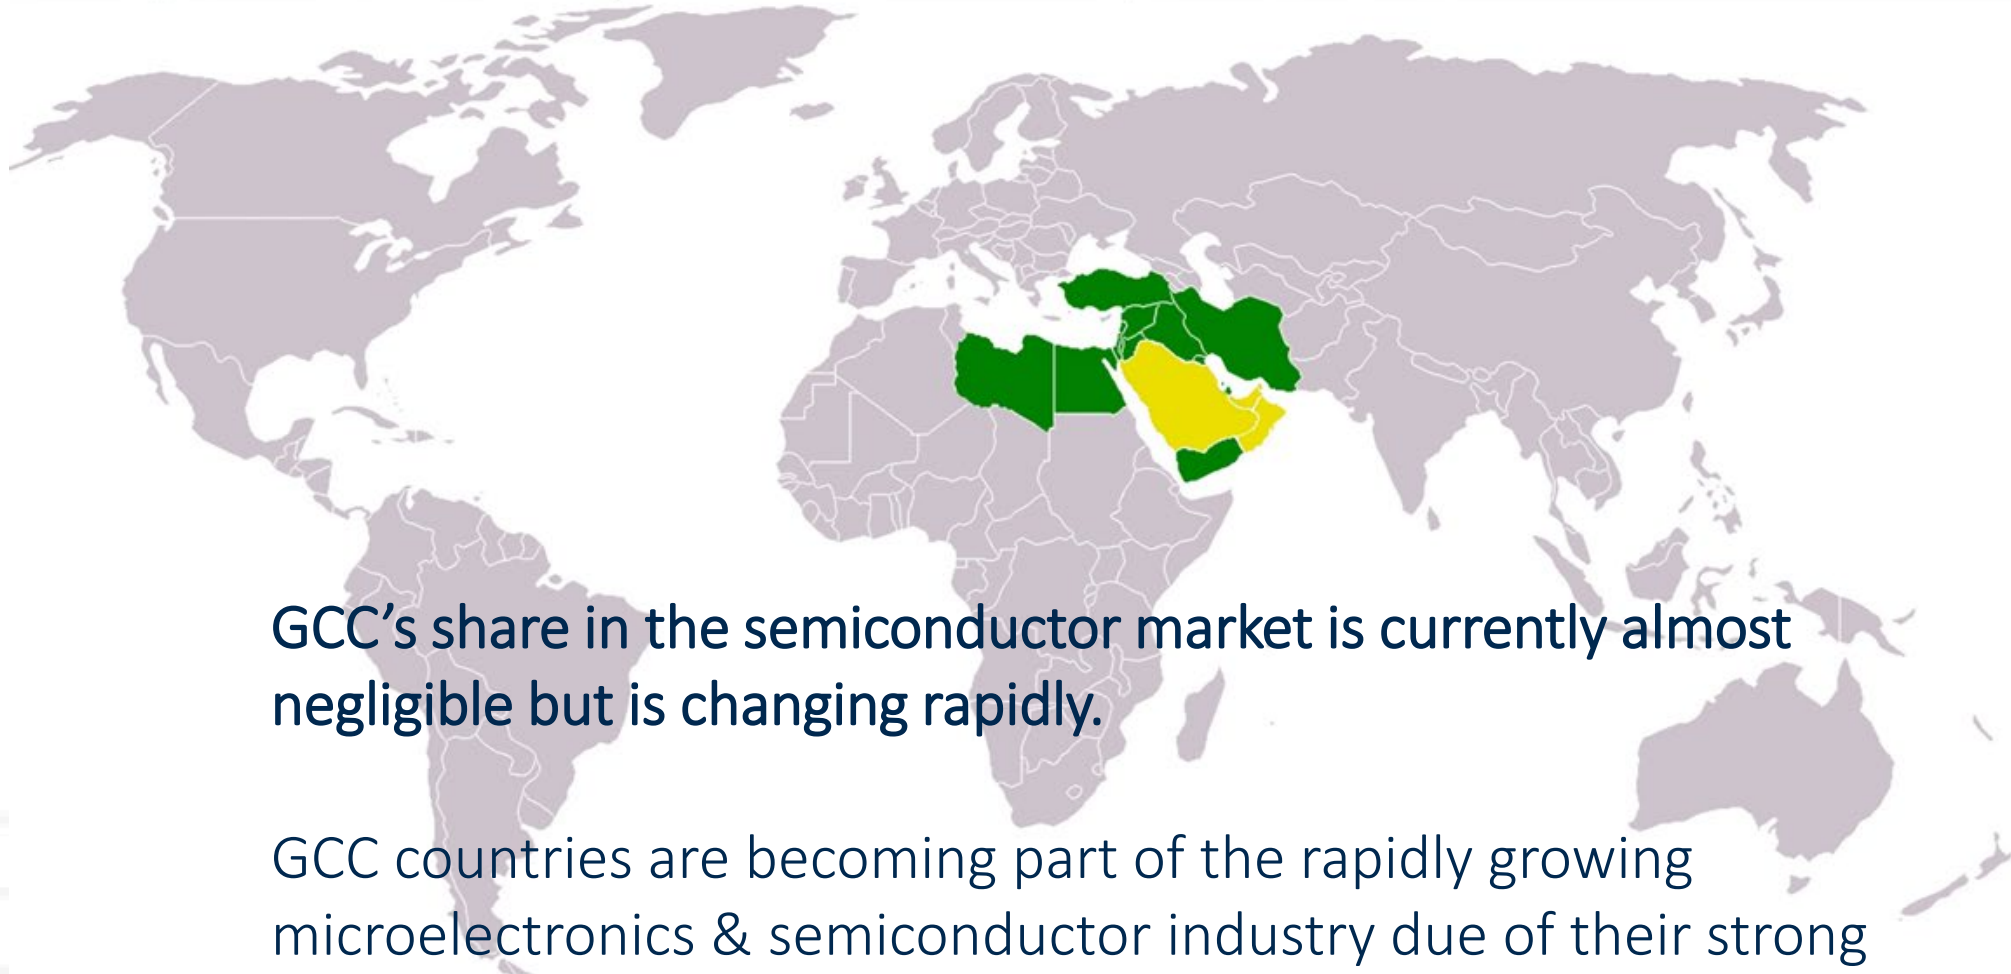 GCC’s share in the semiconductor market is currently almost
negligible but is changing rapidly.
GCC countries are becoming part of the rapidly growing
microelectronics & semiconductor industry due of their strong